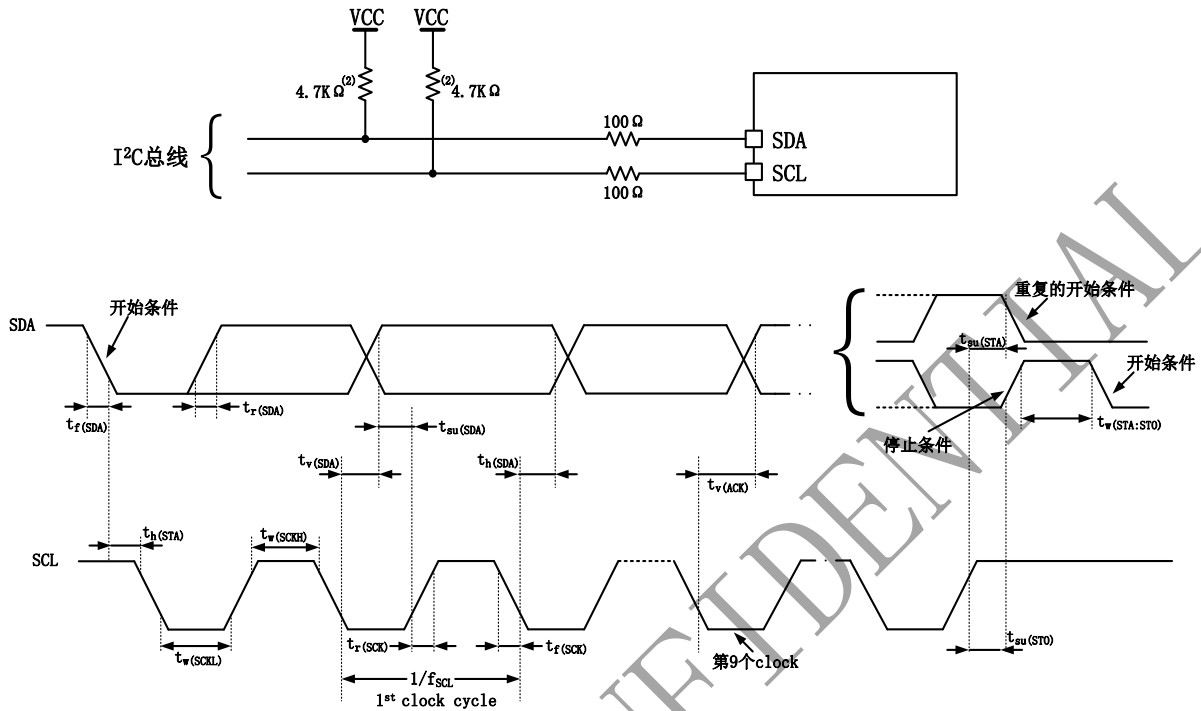 VCC VCC
4.7KΩ(2) (2)4.7KΩ
100Ω
I²C总线
SDA
SCL
100Ω
SDA
开始条件
重复的开始条件
tsu(STA)
开始条件
tf(SDA)
tr(SDA)
tsu(SDA)
停止条件
tw(STA:STO)
tv(SDA)
th(SDA)
tv(ACK)
th(STA)
tw(SCKH)
SCL
tw(SCKL)
tr(SCK)
tf(SCK)
第9个clock
tsu(STO)
1/fSCL
1st clock cycle